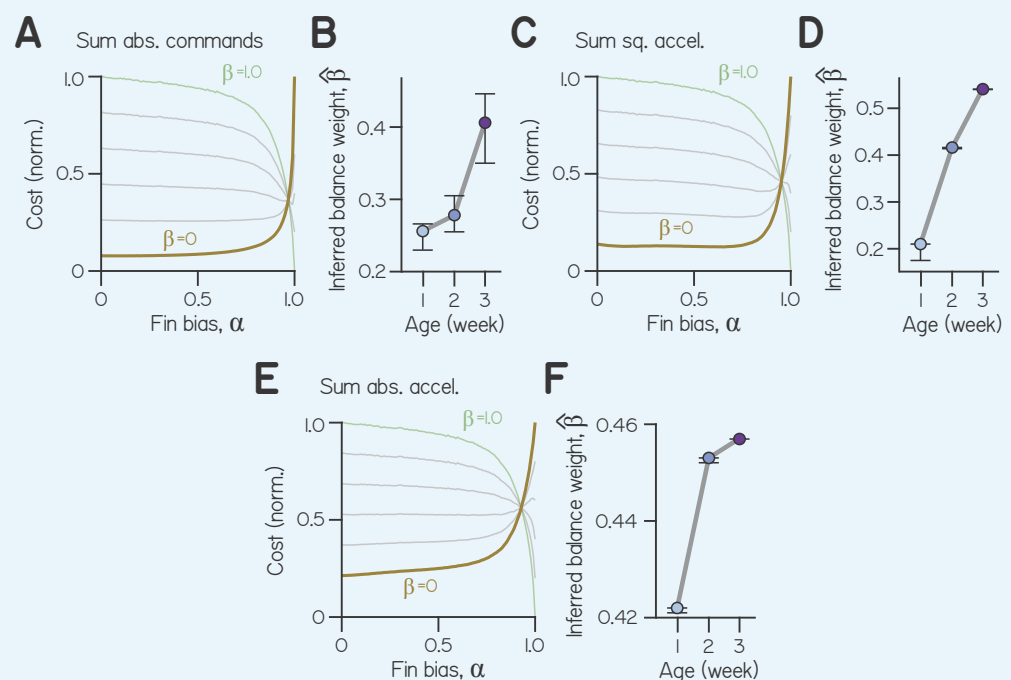 A
Sum abs. commands
Cost (norm.)
1.0
0.5
0
β=1.0
β=0
0
0.5
1.0
Fin bias, α
B
Inferred balance weight, β̂
0.4
0.3
0.2
1
2
3
Age (week)
C
Sum sq. accel.
Cost (norm.)
1.0
0.5
0
β=1.0
β=0
0
0.5
1.0
Fin bias, α
D
Inferred balance weight, β̂
0.5
0.4
0.3
0.2
1
2
3
Age (week)
E
Sum abs. accel.
Cost (norm.)
1.0
0.5
0
β=1.0
β=0
0
0.5
1.0
Fin bias, α
F
Inferred balance weight, β̂
0.46
0.44
0.42
1
2
3
Age (week)